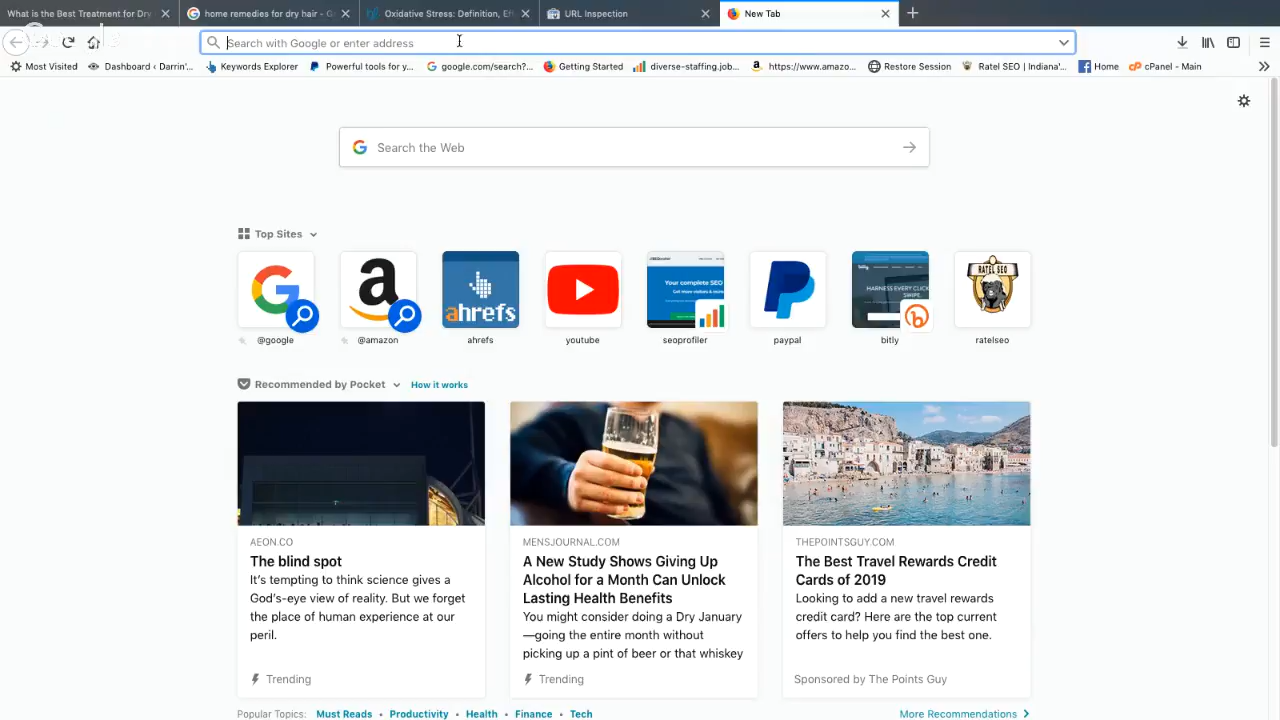 What is the Best Treatment for Dry
home remedies for dry hair - G
Oxidative Stress: Definition, Ef
URL Inspection
New Tab
Search with Google or enter address
Most Visited
Dashboard ‹ Darrin'...
Keywords Explorer
Powerful tools for y...
google.com/search?...
Getting Started
diverse-staffing.job...
https://www.amazo...
Restore Session
Ratel SEO | Indiana'...
Home
cPanel - Main
Search the Web
Top Sites
Your complete SEO
HARNESS EVERY CLICK
SWIPE.
RATEL SEO
ahrefs
@google
@amazon
ahrefs
youtube
seoprofiler
paypal
bitly
ratelseo
Recommended by Pocket
How it works
AEON.CO
The blind spot
It's tempting to think science gives a
God's-eye view of reality. But we forget
the place of human experience at our
peril.
Trending
MENSJOURNAL.COM
A New Study Shows Giving Up
Alcohol for a Month Can Unlock
Lasting Health Benefits
You might consider doing a Dry January
—going the entire month without
picking up a pint of beer or that whiskey
Trending
THEPOINTSGUY.COM
The Best Travel Rewards Credit
Cards of 2019
Looking to add a new travel rewards
credit card? Here are the top current
offers to help you find the best one.
Sponsored by The Points Guy
Popular Topics: Must Reads • Productivity • Health • Finance • Tech
More Recommendations